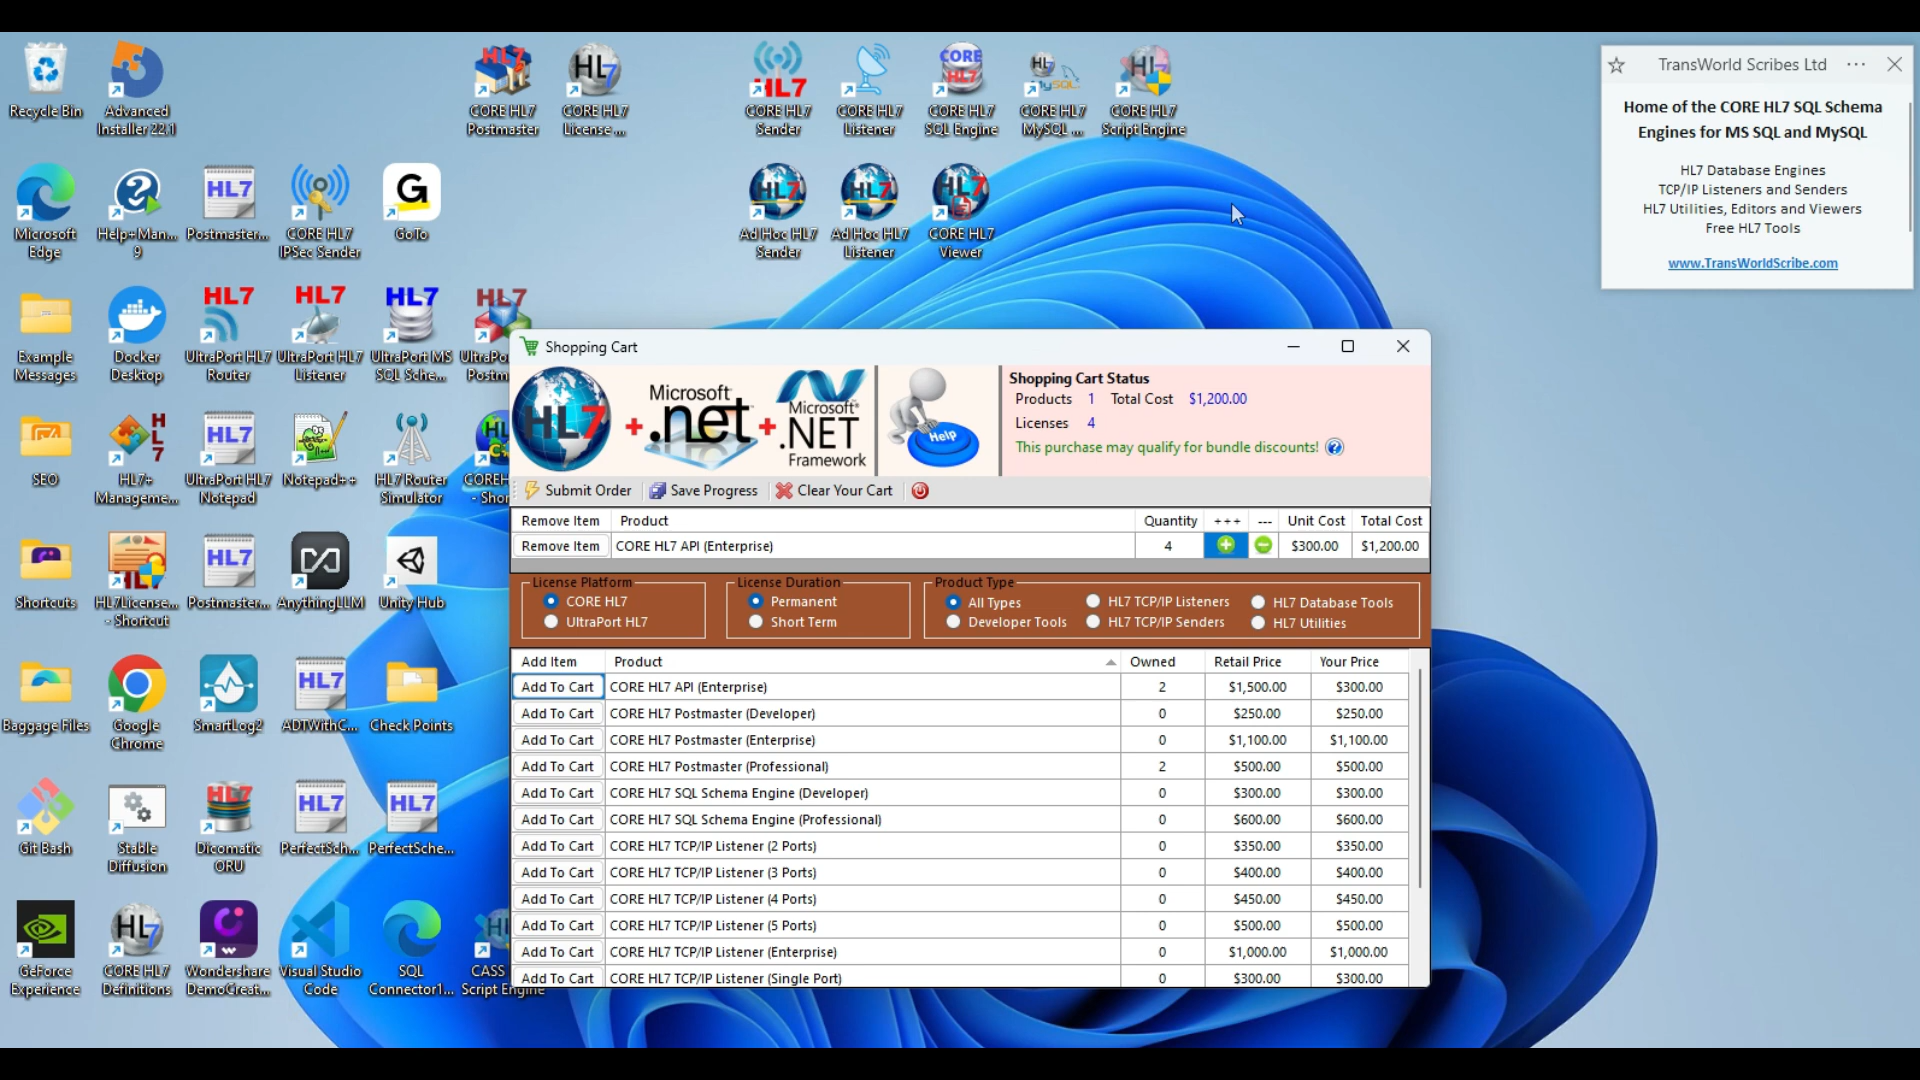 Recycle Bin
Advanced
Installer 22.1
CORE HL7
Postmaster
CORE HL7
License ...
CORE HL7
Sender
CORE HL7
Listener
CORE HL7
SQL Engine
CORE HL7
MySQL ...
CORE HL7
Script Engine
Microsoft
Edge
Help+Man...
9
Postmaster...
CORE HL7
IPSec Sender
GoTo
Ad Hoc HL7
Sender
Ad Hoc HL7
Listener
CORE HL7
Viewer
TransWorld Scribes Ltd
Home of the CORE HL7 SQL Schema
Engines for MS SQL and MySQL
HL7 Database Engines
TCP/IP Listeners and Senders
HL7 Utilities, Editors and Viewers
Free HL7 Tools
www.TransWorldScribe.com
Example
Messages
Docker
Desktop
UltraPort HL7
Router
UltraPort HL7
Listener
UltraPort MS
SQL Sche...
SEO
HL7+
Manageme...
UltraPort HL7
Notepad
Notepad++
HL7Router
Simulator
Shortcuts
HL7License...
- Shortcut
Postmaster...
AnythingLLM
Unity Hub
Baggage Files
Google
Chrome
SmartLog2
ADTWithC...
Check Points
Git Bash
Stable
Diffusion
Dicomatic
ORU
PerfectSch...
PerfectSche...
GeForce
Experience
CORE HL7
Definitions
Wondershare
DemoCreat...
Visual Studio
Code
SQL
Connector1...
CASS
Script Engine
Shopping Cart
HL7 + Microsoft .net + Microsoft .NET Framework
Help
Shopping Cart Status
Products 1 Total Cost $1,200.00
Licenses 4
This purchase may qualify for bundle discounts!
Submit Order Save Progress Clear Your Cart
Remove Item Product Quantity +++ --- Unit Cost Total Cost
Remove Item CORE HL7 API (Enterprise) 4 $300.00 $1,200.00
License Platform License Duration Product Type
CORE HL7 Permanent All Types HL7 TCP/IP Listeners HL7 Database Tools
UltraPort HL7 Short Term Developer Tools HL7 TCP/IP Senders HL7 Utilities
Add Item Product Owned Retail Price Your Price
Add To Cart CORE HL7 API (Enterprise) 2 $1,500.00 $300.00
Add To Cart CORE HL7 Postmaster (Developer) 0 $250.00 $250.00
Add To Cart CORE HL7 Postmaster (Enterprise) 0 $1,100.00 $1,100.00
Add To Cart CORE HL7 Postmaster (Professional) 2 $500.00 $500.00
Add To Cart CORE HL7 SQL Schema Engine (Developer) 0 $300.00 $300.00
Add To Cart CORE HL7 SQL Schema Engine (Professional) 0 $600.00 $600.00
Add To Cart CORE HL7 TCP/IP Listener (2 Ports) 0 $350.00 $350.00
Add To Cart CORE HL7 TCP/IP Listener (3 Ports) 0 $400.00 $400.00
Add To Cart CORE HL7 TCP/IP Listener (4 Ports) 0 $450.00 $450.00
Add To Cart CORE HL7 TCP/IP Listener (5 Ports) 0 $500.00 $500.00
Add To Cart CORE HL7 TCP/IP Listener (Enterprise) 0 $1,000.00 $1,000.00
Add To Cart CORE HL7 TCP/IP Listener (Single Port) 0 $300.00 $300.00